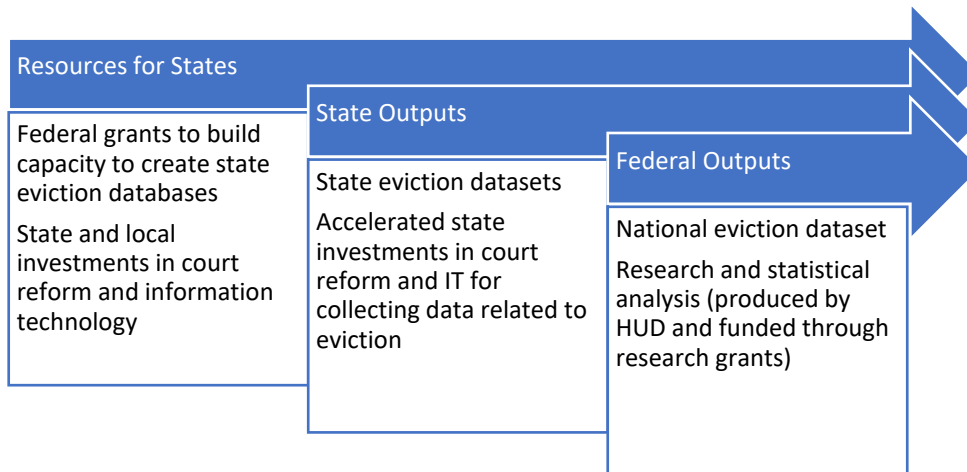 Resources for States
Federal grants to build
capacity to create state
eviction databases
State and local
investments in court
reform and information
technology
State Outputs
State eviction datasets
Accelerated state
investments in court
reform and IT for
collecting data related to
eviction
Federal Outputs
National eviction dataset
Research and statistical
analysis (produced by
HUD and funded through
research grants)